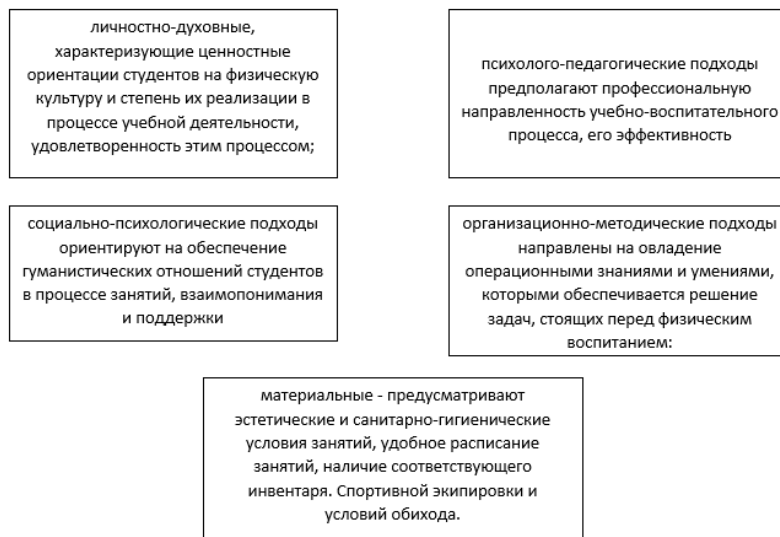 личностно-духовные,
характеризующие ценностные
ориентации студентов на физическую
культуру и степень их реализации в
процессе учебной деятельности,
удовлетворенность этим процессом;
психолого-педагогические подходы
предполагают профессиональную
направленность учебно-воспитательного
процесса, его эффективность
социально-психологические подходы
ориентируют на обеспечение
гуманистических отношений студентов
в процессе занятий, взаимопонимания
и поддержки
организационно-методические подходы
направлены на овладение
операционными знаниями и умениями,
которыми обеспечивается решение
задач, стоящих перед физическим
воспитанием:
материальные - предусматривают
эстетические и санитарно-гигиенические
условия занятий, удобное расписание
занятий, наличие соответствующего
инвентаря. Спортивной экипировки и
условий обихода.